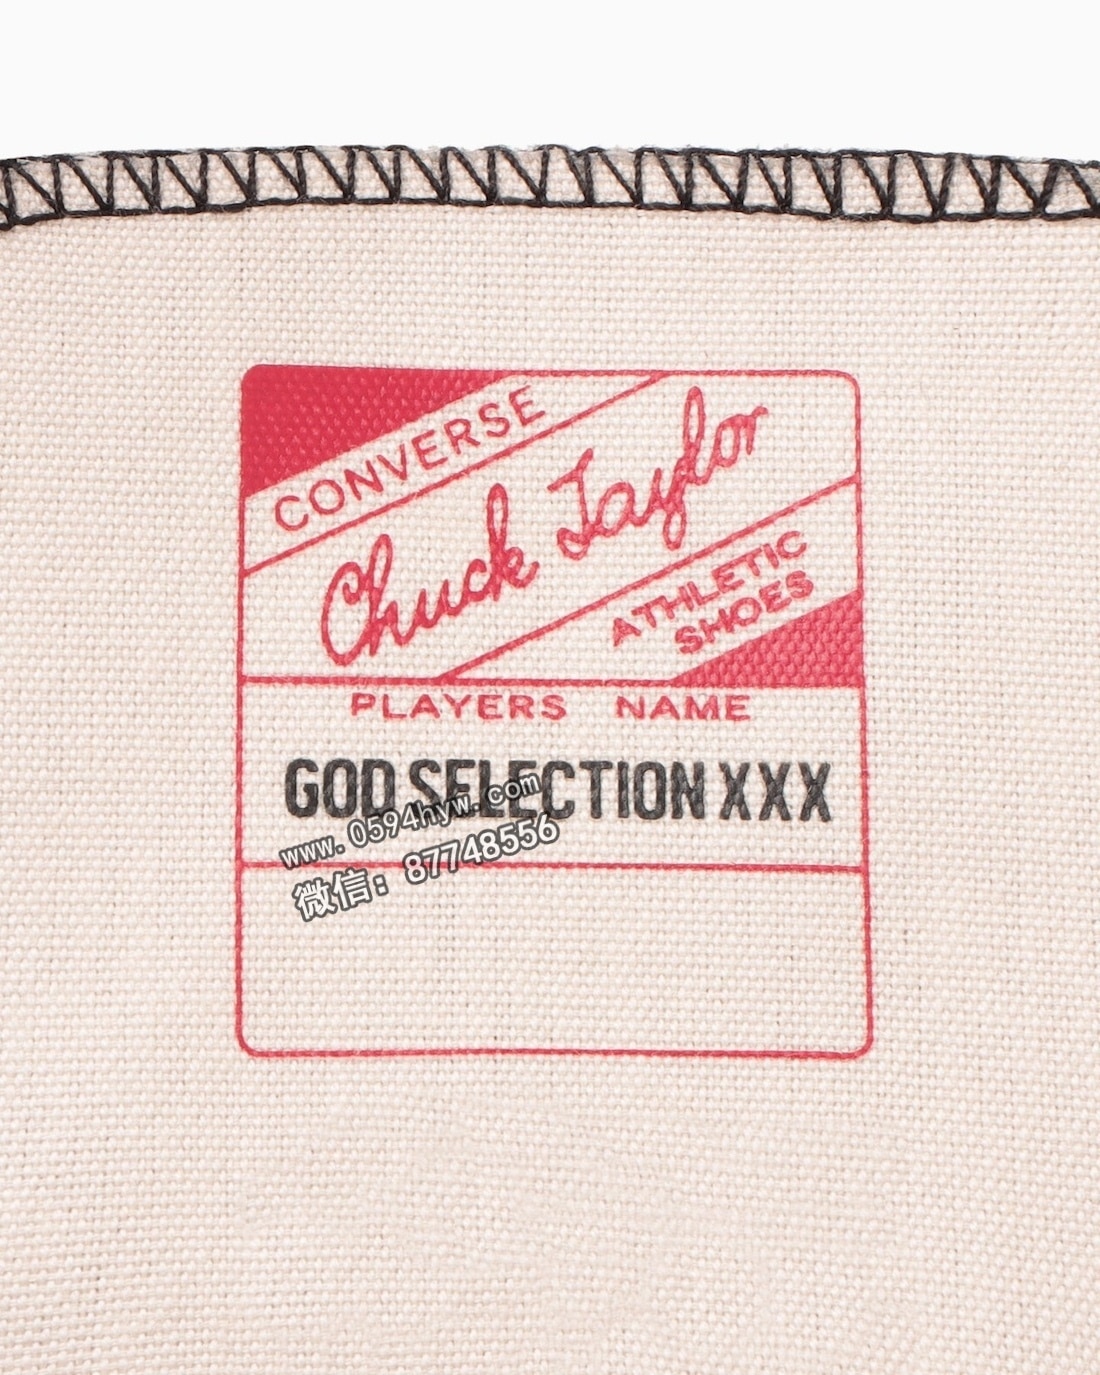 CONVERSE
Chuck Taylor
ATHLETIC
SHOES
PLAYERS NAME
GOD SELECTION XXX
www.0594hyw.com
微信：87748556